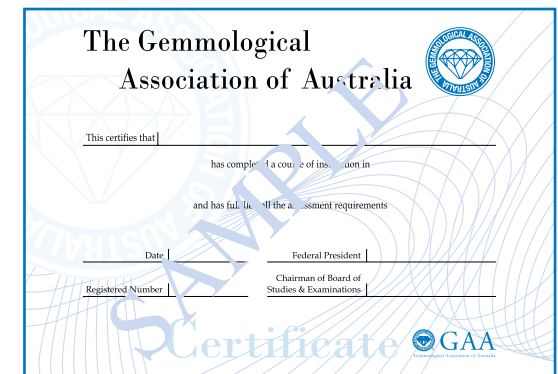 The Gemmological
Association of Australia
THE GEMMOLOGICAL ASSOCIATION OF AUSTRALIA
This certifies that
has completed a course of instruction in
and has fulfilled all the assessment requirements
Date
Federal President
Registered Number
Chairman of Board of
Studies & Examinations
SAMPLE
Certificate
GAA
Gemmological Association of Australia